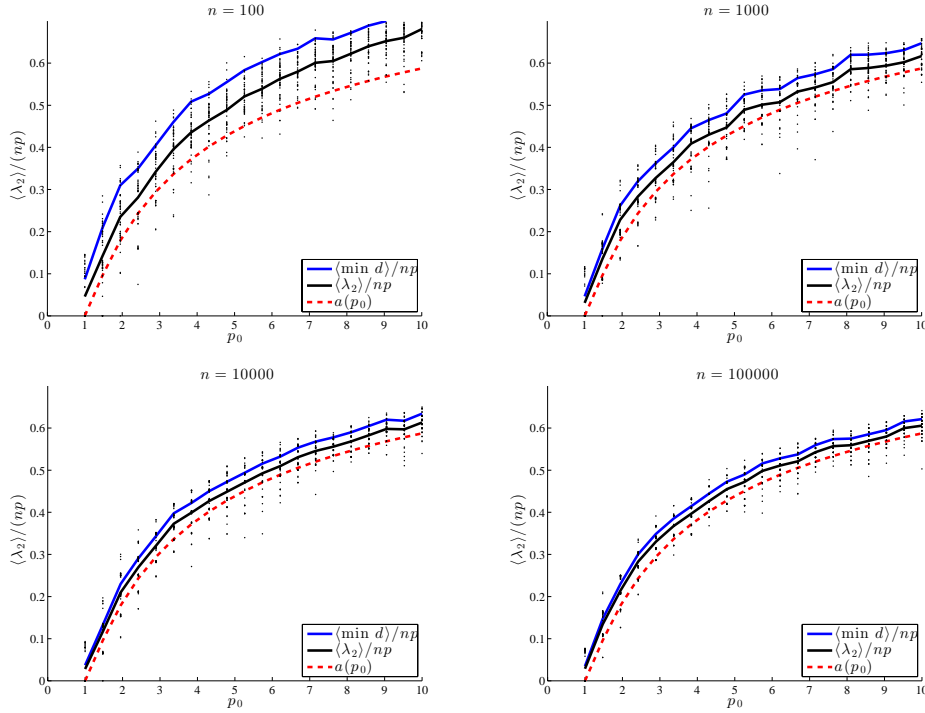 n = 100
⟨λ₂⟩/(np)
0.6
0.5
0.4
0.3
0.2
0.1
0
0 1 2 3 4 5 6 7 8 9 10
p₀
⟨min d⟩/np
⟨λ₂⟩/np
a(p₀)
n = 1000
⟨λ₂⟩/(np)
0.6
0.5
0.4
0.3
0.2
0.1
0
0 1 2 3 4 5 6 7 8 9 10
p₀
⟨min d⟩/np
⟨λ₂⟩/np
a(p₀)
n = 10000
⟨λ₂⟩/(np)
0.6
0.5
0.4
0.3
0.2
0.1
0
0 1 2 3 4 5 6 7 8 9 10
p₀
⟨min d⟩/np
⟨λ₂⟩/np
a(p₀)
n = 100000
⟨λ₂⟩/(np)
0.6
0.5
0.4
0.3
0.2
0.1
0
0 1 2 3 4 5 6 7 8 9 10
p₀
⟨min d⟩/np
⟨λ₂⟩/np
a(p₀)